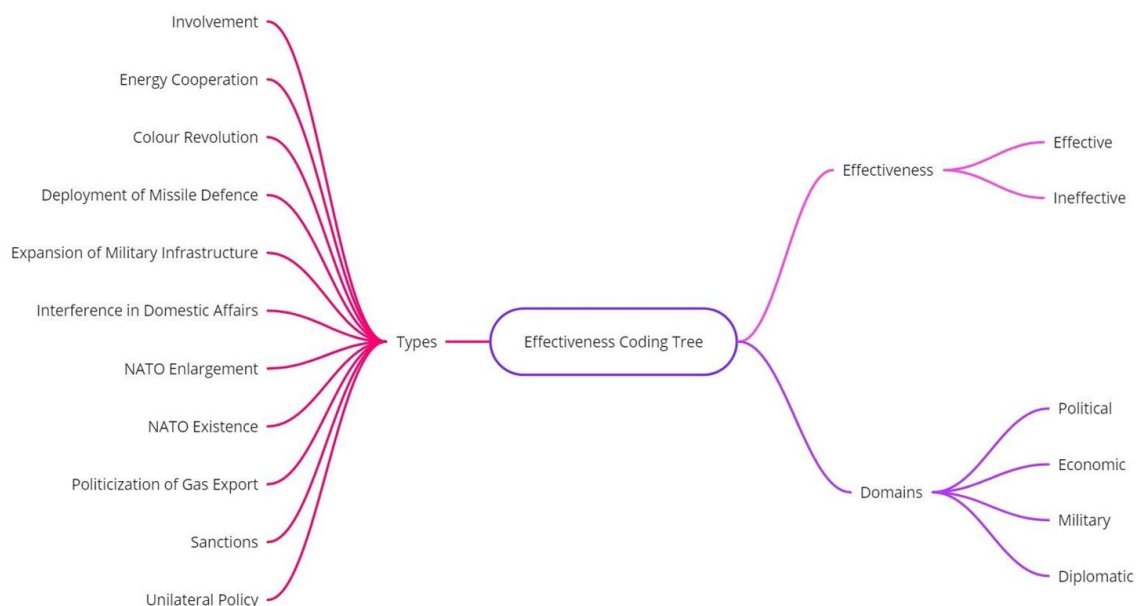 Involvement
Energy Cooperation
Colour Revolution
Deployment of Missile Defence
Expansion of Military Infrastructure
Interference in Domestic Affairs
NATO Enlargement
NATO Existence
Politicization of Gas Export
Sanctions
Unilateral Policy
Types
Effectiveness Coding Tree
Effectiveness
Effective
Ineffective
Domains
Political
Economic
Military
Diplomatic